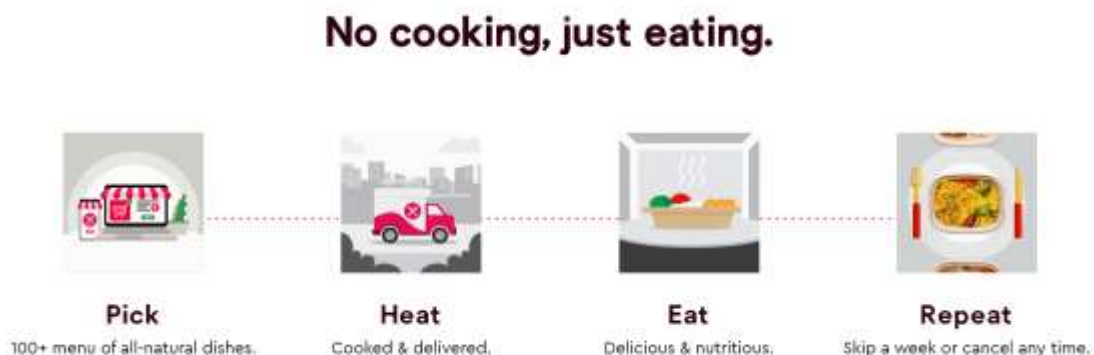 No cooking, just eating.
Pick
100+ menu of all-natural dishes.
Heat
Cooked & delivered.
Eat
Delicious & nutritious.
Repeat
Skip a week or cancel any time.